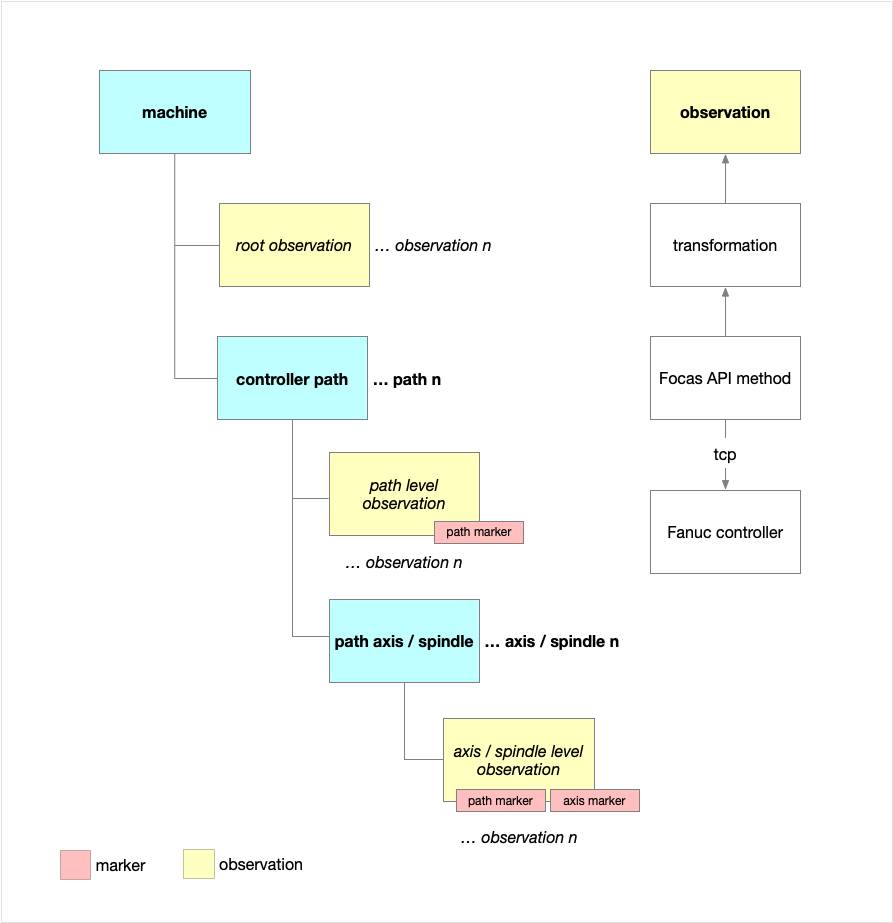 machine
observation
root observation
... observation n
transformation
controller path
... path n
Focas API method
tcp
path level
observation
path marker
... observation n
Fanuc controller
path axis / spindle
... axis / spindle n
axis / spindle level
observation
path marker
axis marker
... observation n
marker
observation